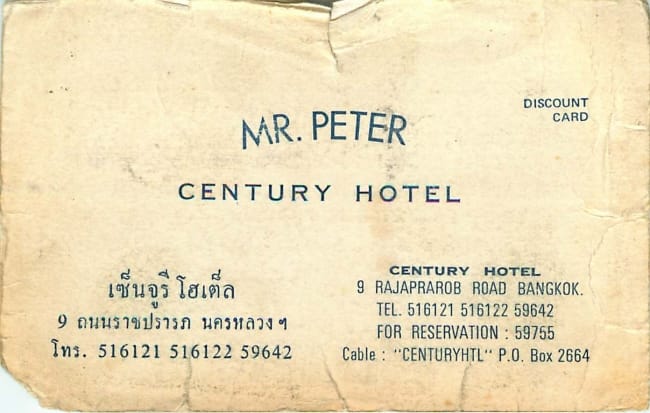 DISCOUNT
CARD
MR. PETER
CENTURY HOTEL
เซ็นจูรี่ โฮเต็ล
9 ถนนราชปรารภ นครหลวง ฯ
โทร. 516121 516122 59642
CENTURY HOTEL
9 RAJAPRAROB ROAD BANGKOK.
TEL. 516121 516122 59642
FOR RESERVATION : 59755
Cable : "CENTURYHTL" P.O. Box 2664